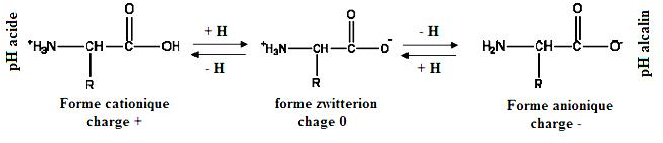 pH acide
O
⁺H₃N—CH—C—OH
R
+ H
- H
O
⁺H₃N—CH—C—O⁻
R
- H
+ H
O
H₂N—CH—C—O⁻
R
pH alcalin
Forme cationique
charge +
forme zwitterion
chage 0
Forme anionique
charge -